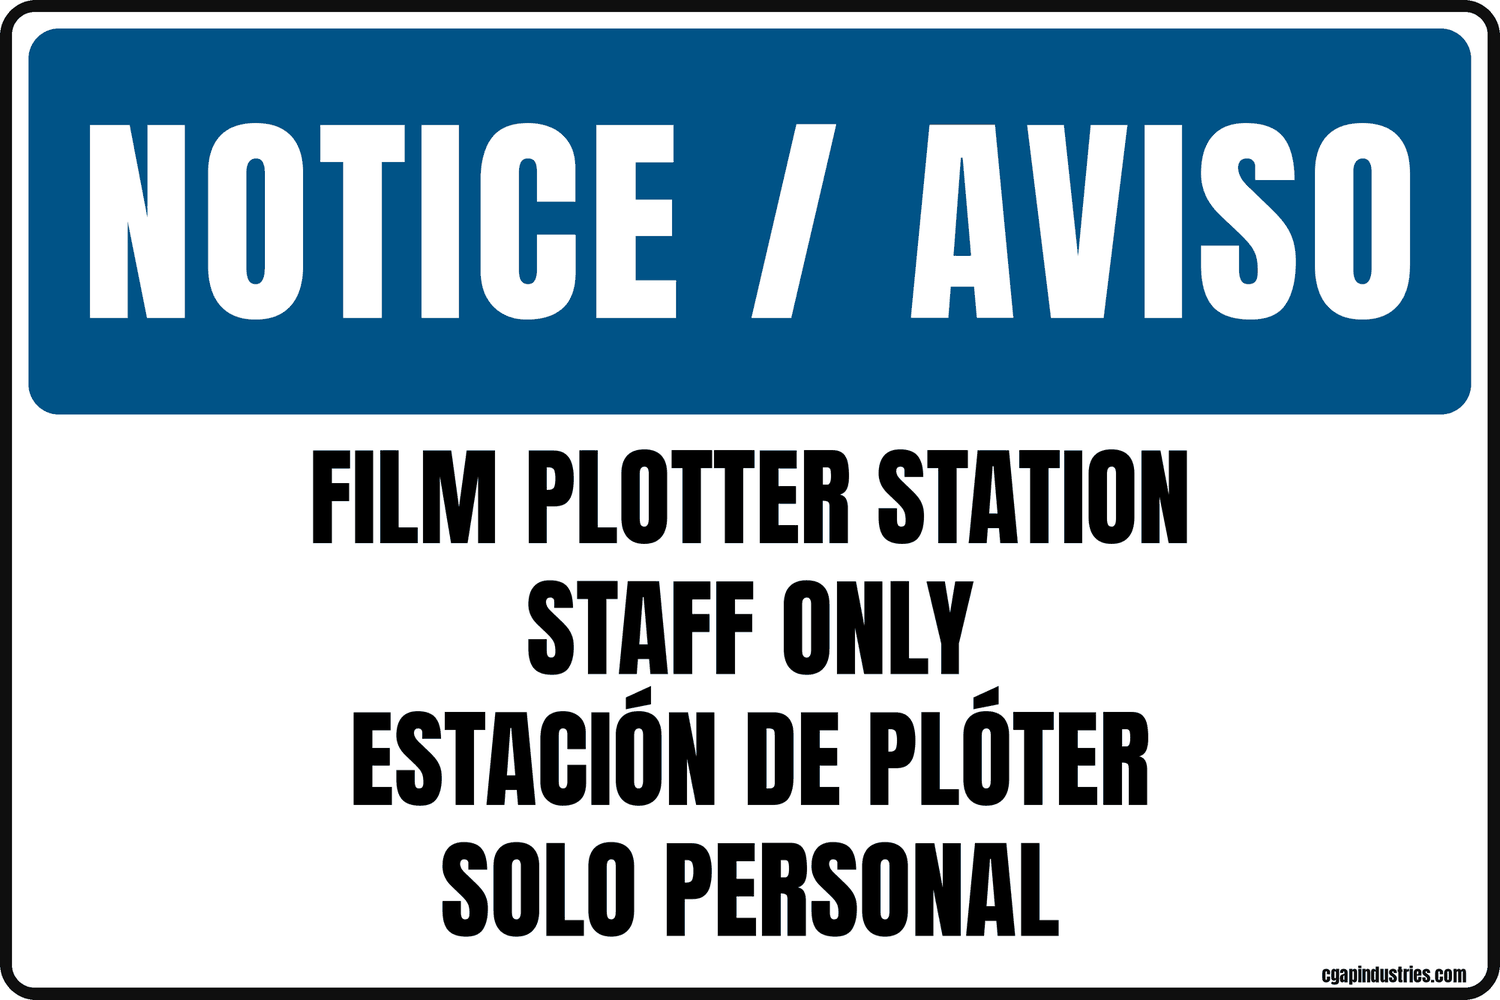 NOTICE / AVISO
FILM PLOTTER STATION
STAFF ONLY
ESTACIÓN DE PLÓTER
SOLO PERSONAL
cgapindustries.com